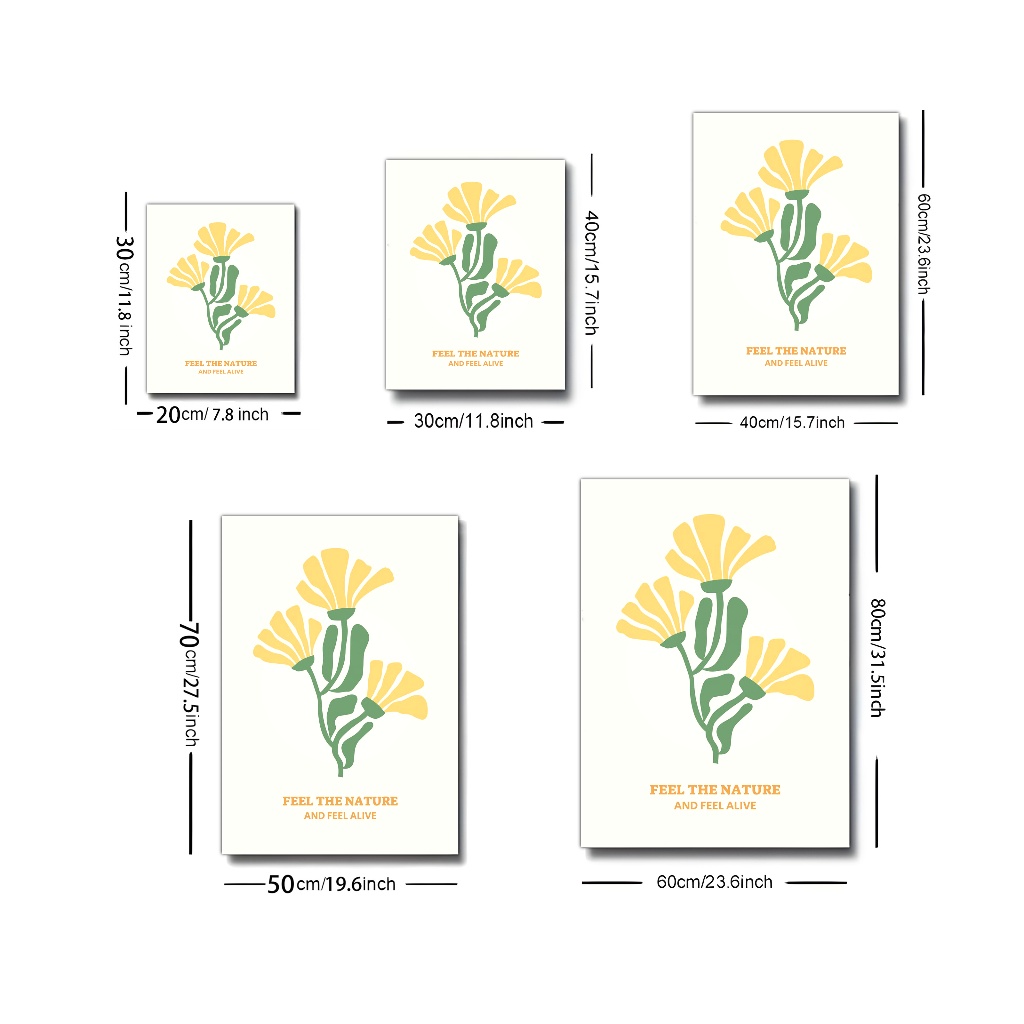 30cm/11.8 inch
FEEL THE NATURE
AND FEEL ALIVE
20cm/ 7.8 inch
40cm/15.7inch
FEEL THE NATURE
AND FEEL ALIVE
30cm/11.8inch
60cm/23.6inch
FEEL THE NATURE
AND FEEL ALIVE
40cm/15.7inch
70cm/27.5inch
FEEL THE NATURE
AND FEEL ALIVE
50cm/19.6inch
80cm/31.5inch
FEEL THE NATURE
AND FEEL ALIVE
60cm/23.6inch